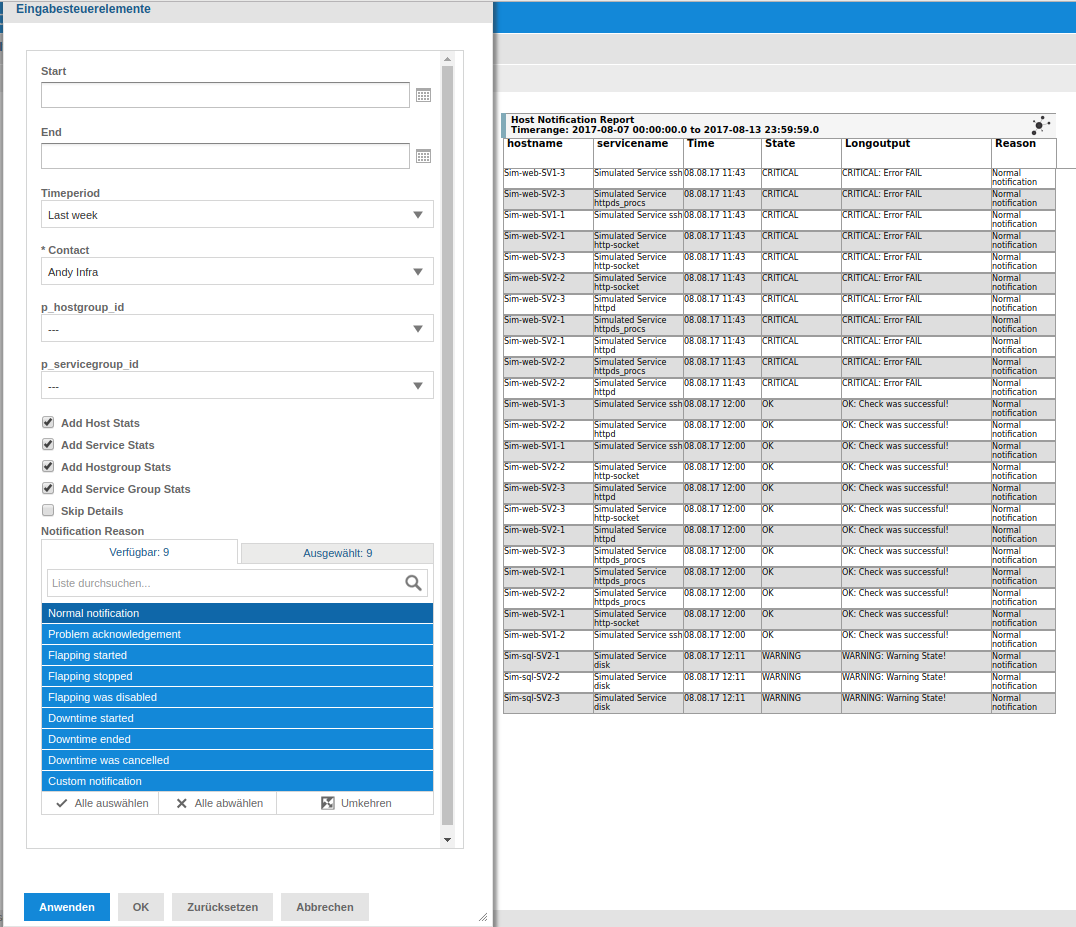 Eingabesteuerelemente
Start
End
Timeperiod
Last week
* Contact
Andy Infra
p_hostgroup_id
---
p_servicegroup_id
---
Add Host Stats
Add Service Stats
Add Hostgroup Stats
Add Service Group Stats
Skip Details
Notification Reason
Verfügbar: 9 Ausgewählt: 9
Liste durchsuchen...
Normal notification
Problem acknowledgement
Flapping started
Flapping stopped
Flapping was disabled
Downtime started
Downtime ended
Downtime was cancelled
Custom notification
Alle auswählen Alle abwählen Umkehren
Anwenden OK Zurücksetzen Abbrechen
Host Notification Report
Timerange: 2017-08-07 00:00:00.0 to 2017-08-13 23:59:59.0
hostname servicename Time State Longoutput Reason
Sim-web-SV1-3 Simulated Service ssh 08.08.17 11:43 CRITICAL CRITICAL: Error FAIL Normal
notification
Sim-web-SV2-3 Simulated Service 08.08.17 11:43 CRITICAL CRITICAL: Error FAIL Normal
httpds_procs notification
Sim-web-SV1-1 Simulated Service ssh 08.08.17 11:43 CRITICAL CRITICAL: Error FAIL Normal
notification
Sim-web-SV2-1 Simulated Service 08.08.17 11:43 CRITICAL CRITICAL: Error FAIL Normal
http-socket notification
Sim-web-SV2-3 Simulated Service 08.08.17 11:43 CRITICAL CRITICAL: Error FAIL Normal
http-socket notification
Sim-web-SV2-2 Simulated Service 08.08.17 11:43 CRITICAL CRITICAL: Error FAIL Normal
http-socket notification
Sim-web-SV2-3 Simulated Service 08.08.17 11:43 CRITICAL CRITICAL: Error FAIL Normal
httpd notification
Sim-web-SV2-1 Simulated Service 08.08.17 11:43 CRITICAL CRITICAL: Error FAIL Normal
httpds_procs notification
Sim-web-SV2-1 Simulated Service 08.08.17 11:43 CRITICAL CRITICAL: Error FAIL Normal
httpd notification
Sim-web-SV2-2 Simulated Service 08.08.17 11:43 CRITICAL CRITICAL: Error FAIL Normal
httpds_procs notification
Sim-web-SV2-2 Simulated Service 08.08.17 11:43 CRITICAL CRITICAL: Error FAIL Normal
httpd notification
Sim-web-SV1-3 Simulated Service ssh 08.08.17 12:00 OK OK: Check was successful! Normal
notification
Sim-web-SV2-2 Simulated Service 08.08.17 12:00 OK OK: Check was successful! Normal
httpd notification
Sim-web-SV1-1 Simulated Service ssh 08.08.17 12:00 OK OK: Check was successful! Normal
notification
Sim-web-SV2-2 Simulated Service 08.08.17 12:00 OK OK: Check was successful! Normal
http-socket notification
Sim-web-SV2-3 Simulated Service 08.08.17 12:00 OK OK: Check was successful! Normal
httpd notification
Sim-web-SV2-3 Simulated Service 08.08.17 12:00 OK OK: Check was successful! Normal
http-socket notification
Sim-web-SV2-1 Simulated Service 08.08.17 12:00 OK OK: Check was successful! Normal
httpd notification
Sim-web-SV2-3 Simulated Service 08.08.17 12:00 OK OK: Check was successful! Normal
httpds_procs notification
Sim-web-SV2-1 Simulated Service 08.08.17 12:00 OK OK: Check was successful! Normal
httpds_procs notification
Sim-web-SV2-2 Simulated Service 08.08.17 12:00 OK OK: Check was successful! Normal
httpds_procs notification
Sim-web-SV2-1 Simulated Service 08.08.17 12:00 OK OK: Check was successful! Normal
http-socket notification
Sim-web-SV1-2 Simulated Service ssh 08.08.17 12:00 OK OK: Check was successful! Normal
notification
Sim-sql-SV2-1 Simulated Service 08.08.17 12:11 WARNING WARNING: Warning State! Normal
disk notification
Sim-sql-SV2-2 Simulated Service 08.08.17 12:11 WARNING WARNING: Warning State! Normal
disk notification
Sim-sql-SV2-3 Simulated Service 08.08.17 12:11 WARNING WARNING: Warning State! Normal
disk notification